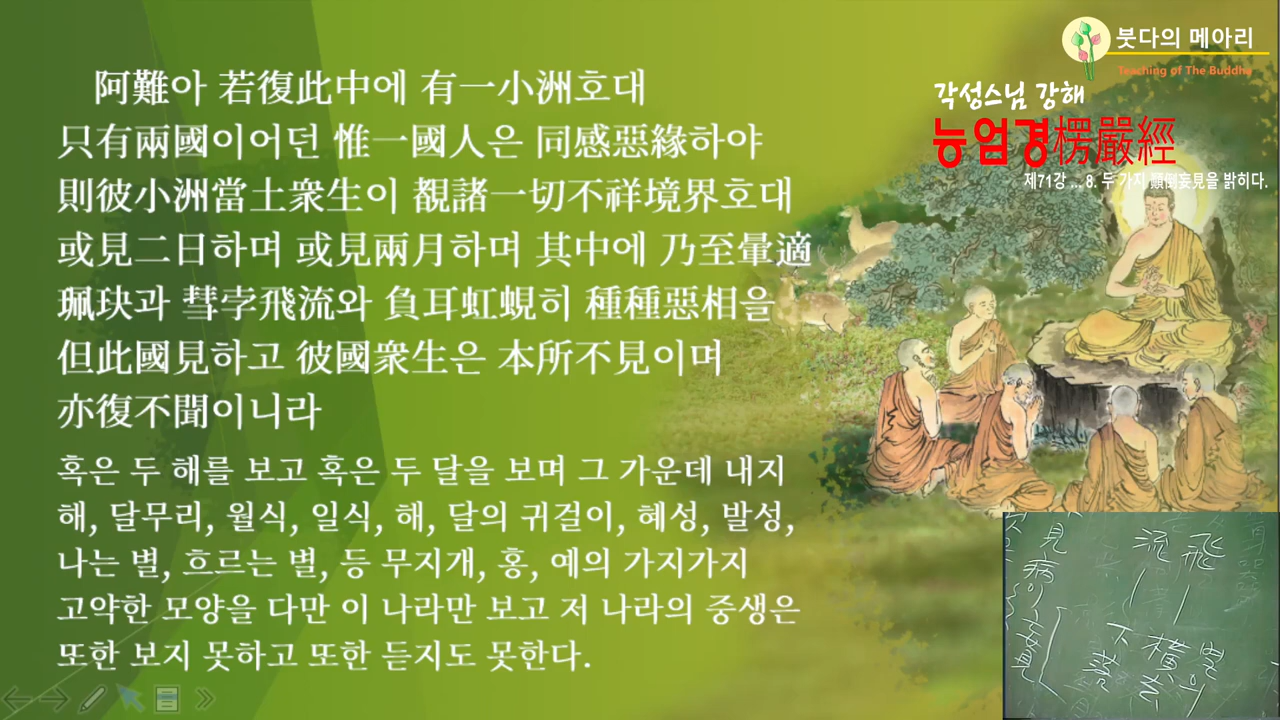 阿難아 若復此中에 有一小洲호대
只有兩國이어던 惟一國人은 同感惡緣하야
則彼小洲當土衆生이 覩諸一切不祥境界호대
或見二日하며 或見兩月하며 其中에 乃至暈適
珮玦과 彗孛飛流와 負耳虹蜺히 種種惡相을
但此國見하고 彼國衆生은 本所不見이며
亦復不聞이니라
혹은 두 해를 보고 혹은 두 달을 보며 그 가운데 내지
해, 달무리, 월식, 일식, 해, 달의 귀걸이, 혜성, 발성,
나는 별, 흐르는 별, 등 무지개, 홍, 예의 가지가지
고약한 모양을 다만 이 나라만 보고 저 나라의 중생은
또한 보지 못하고 또한 듣지도 못한다.
붓다의 메아리
Teaching of The Buddha
각성스님 강해
능엄경楞嚴經
제71강 ... 8. 두 가지 顚倒妄見을 밝히다.
見病이
流 飛
下 橫
별의